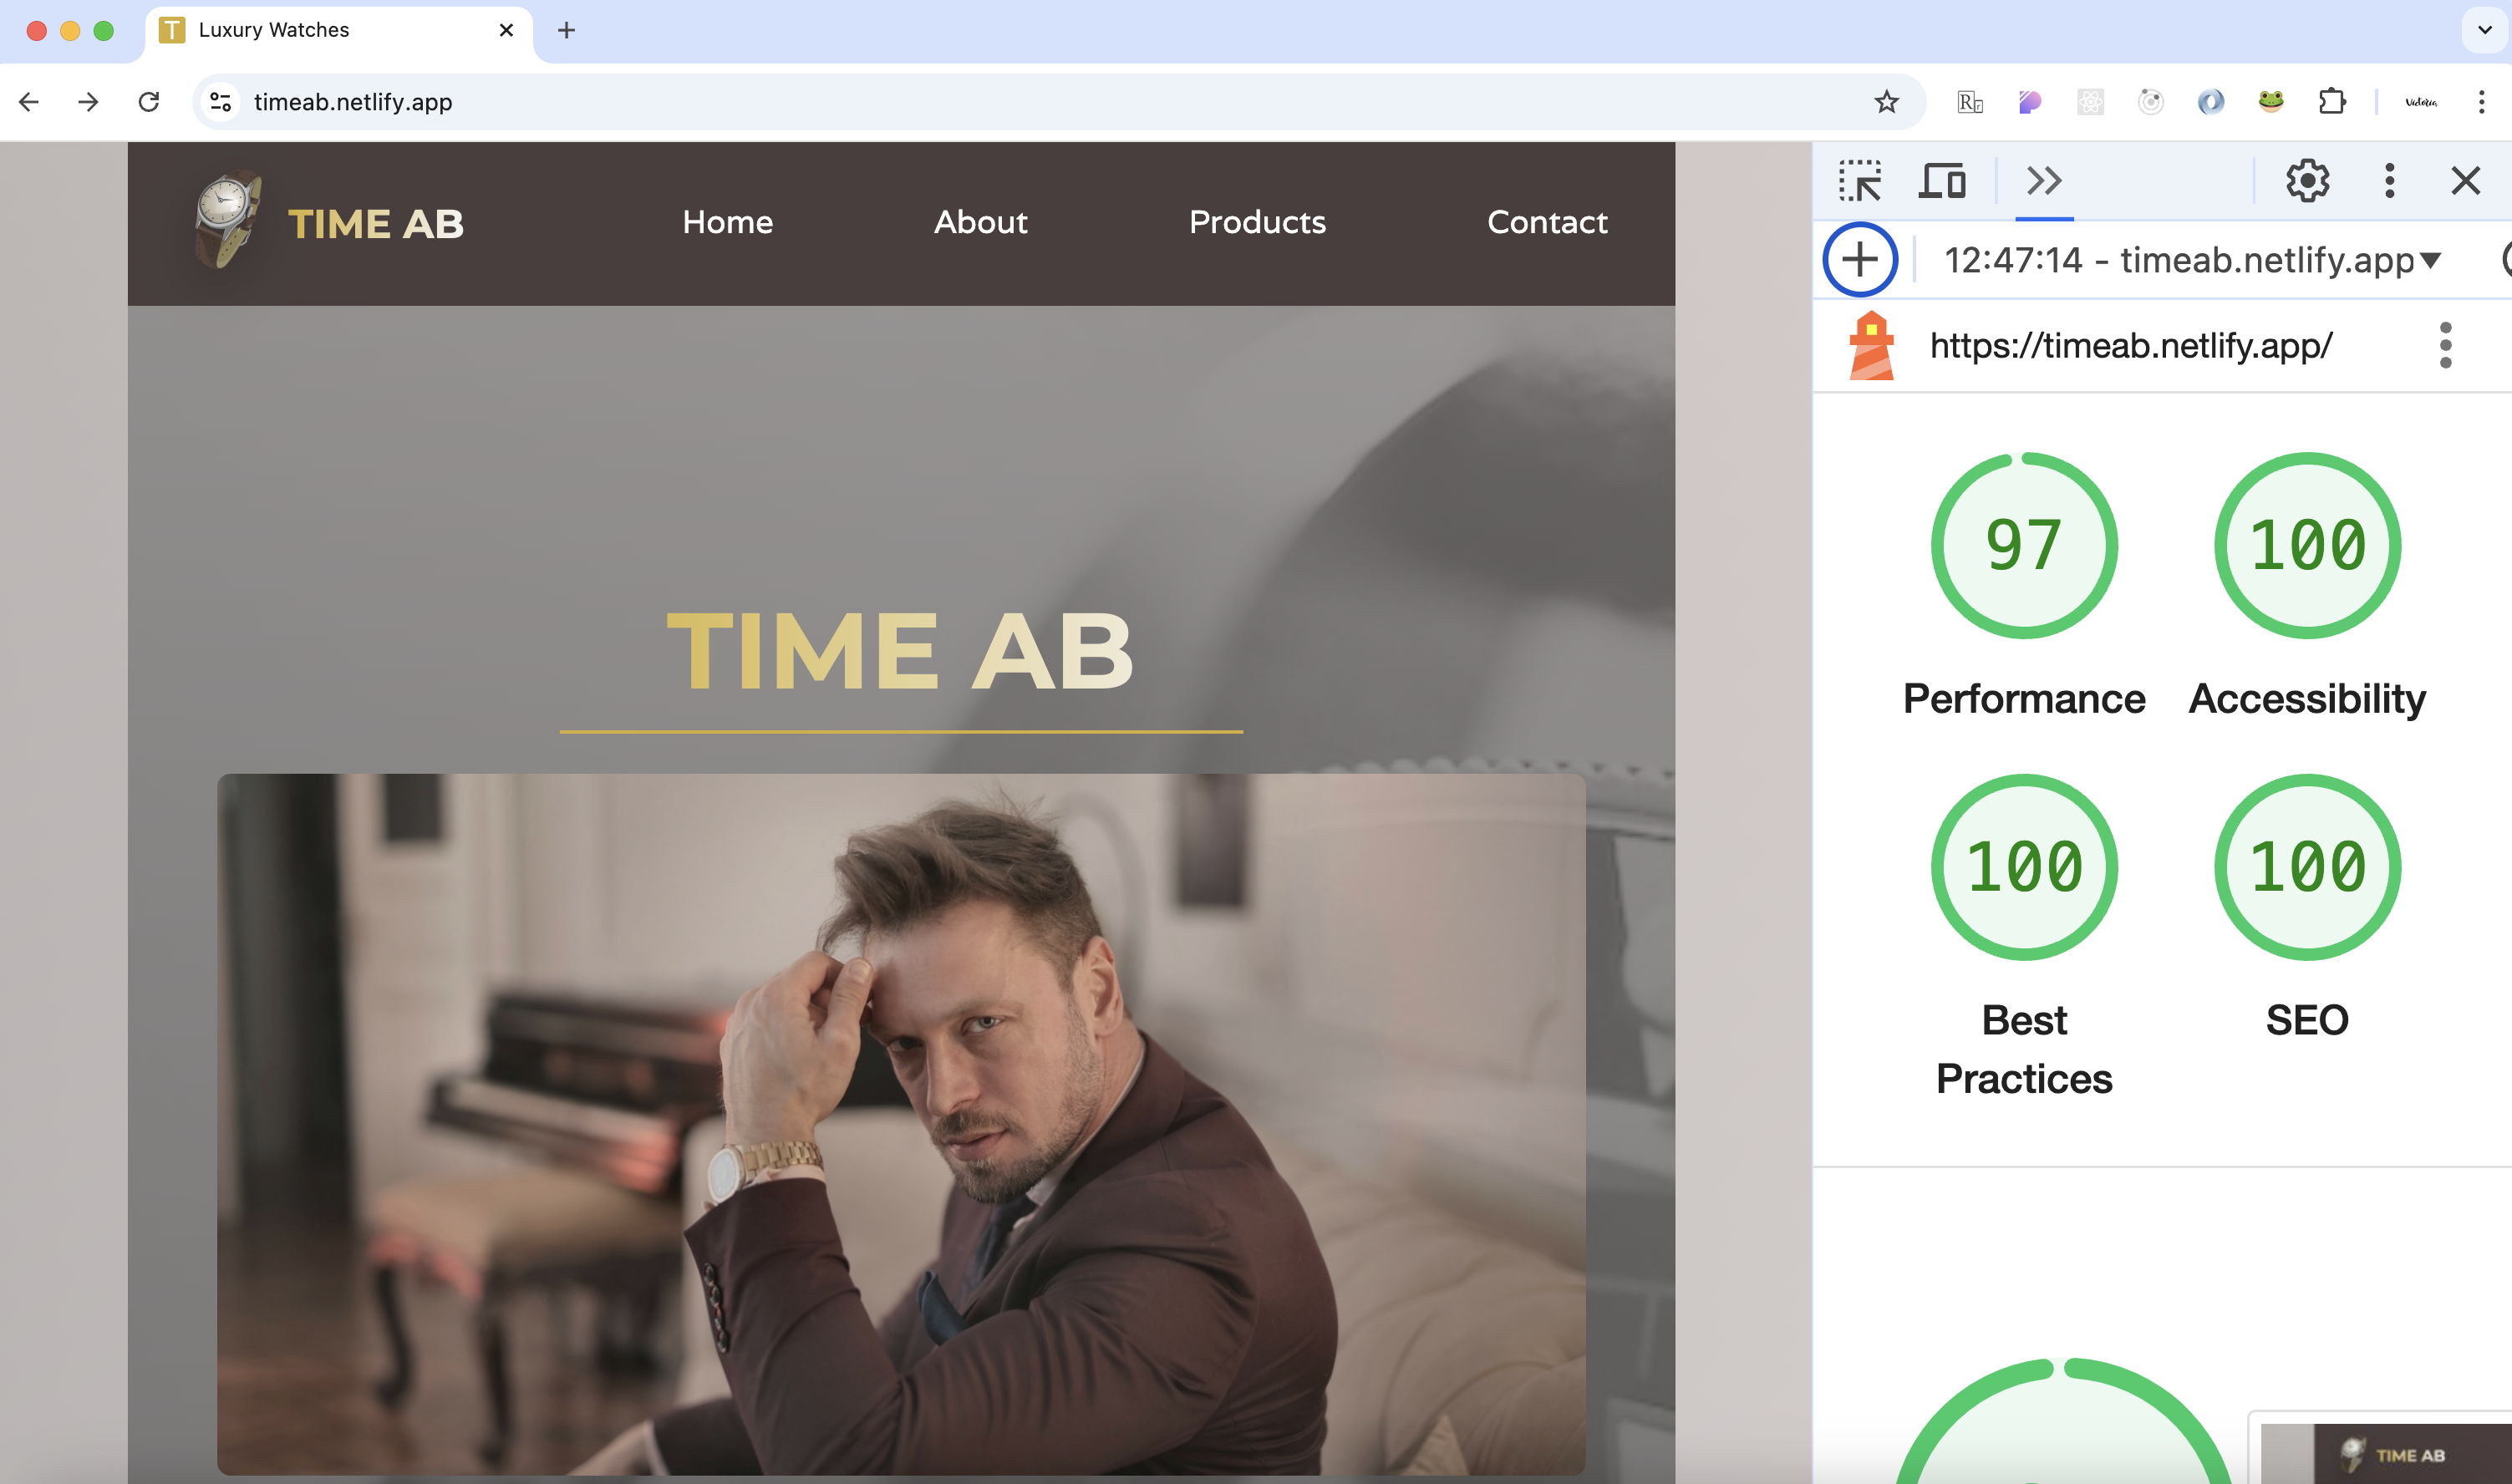 T Luxury Watches
timeab.netlify.app
Victoria
TIME AB
Home
About
Products
Contact
TIME AB
12:47:14 - timeab.netlify.app
https://timeab.netlify.app/
97
100
Performance
Accessibility
100
100
Best
Practices
SEO
TIME AB